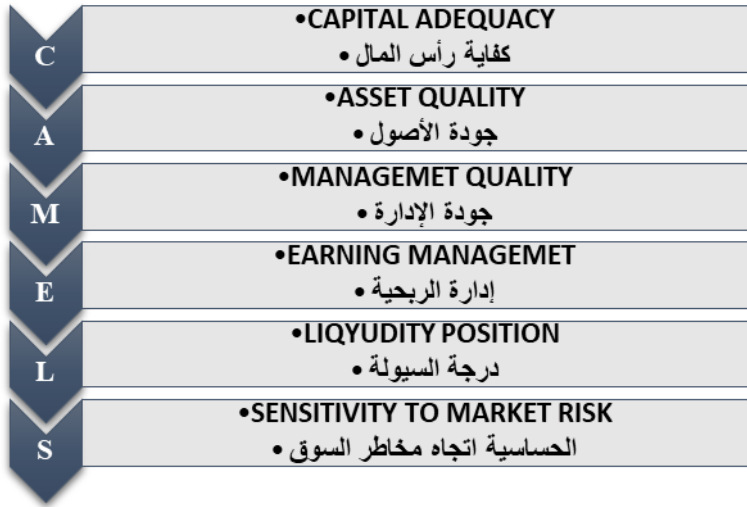 C
•CAPITAL ADEQUACY
كفاية رأس المال •
A
•ASSET QUALITY
جودة الأصول •
M
•MANAGEMET QUALITY
جودة الإدارة •
E
•EARNING MANAGEMET
إدارة الربحية •
L
•LIQYUDITY POSITION
درجة السيولة •
S
•SENSITIVITY TO MARKET RISK
الحساسية اتجاه مخاطر السوق •